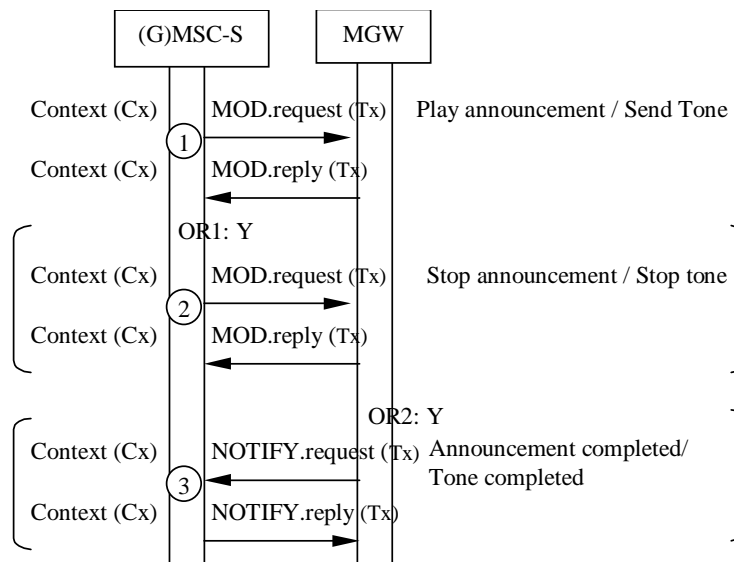 (G)MSC-S MGW
Context (Cx) MOD.request (Tx) Play announcement / Send Tone
1
Context (Cx) MOD.reply (Tx)
OR1: Y
Context (Cx) MOD.request (Tx) Stop announcement / Stop tone
2
Context (Cx) MOD.reply (Tx)
OR2: Y
Context (Cx) NOTIFY.request (Tx) Announcement completed/
Tone completed
3
Context (Cx) NOTIFY.reply (Tx)